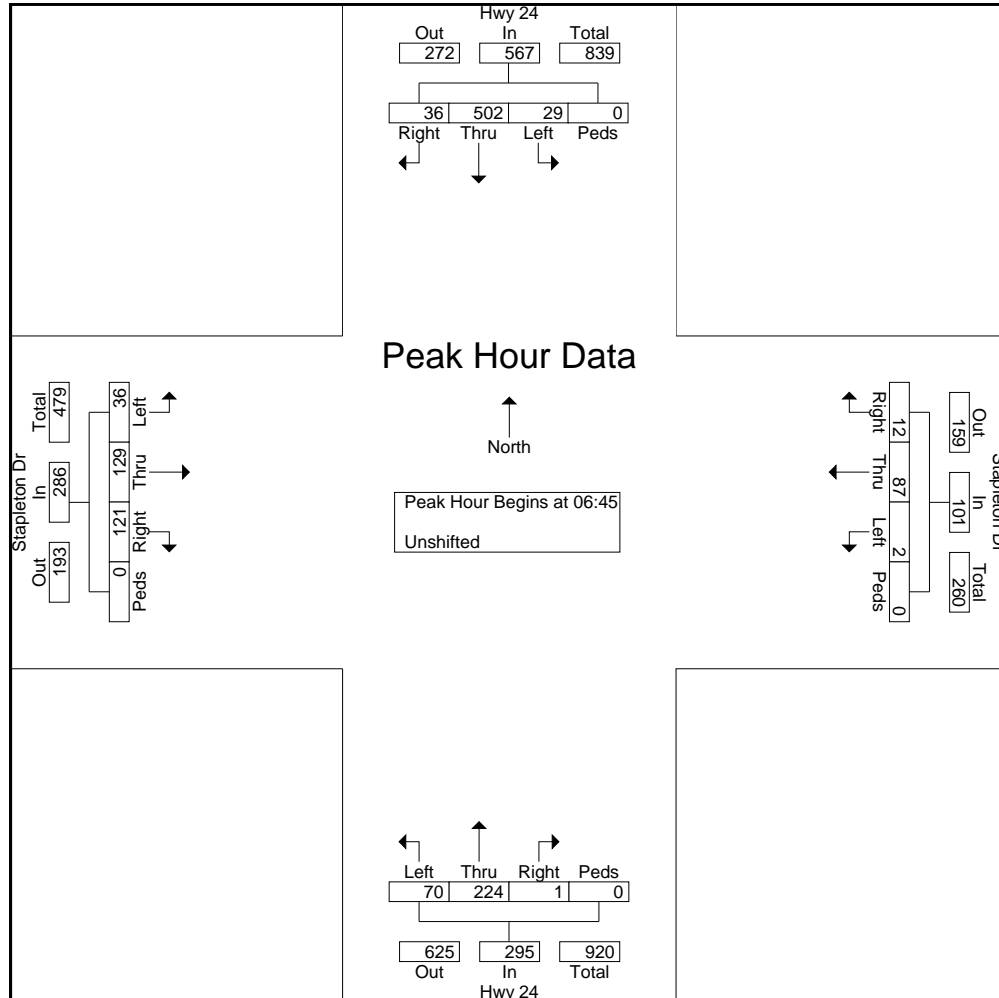 Hwy 24
Out In Total
272 567 839
36 502 29 0
Right Thru Left Peds
Peak Hour Data
North
Peak Hour Begins at 06:45
Unshifted
Stapleton Dr
Total In Out
479 286 193
36 129 121 0
Left Thru Right Peds
Right Thru Left Peds
12 87 2 0
Out In Total
159 101 260
Stapleton Dr
Left Thru Right Peds
70 224 1 0
625 295 920
Out In Total
Hwy 24